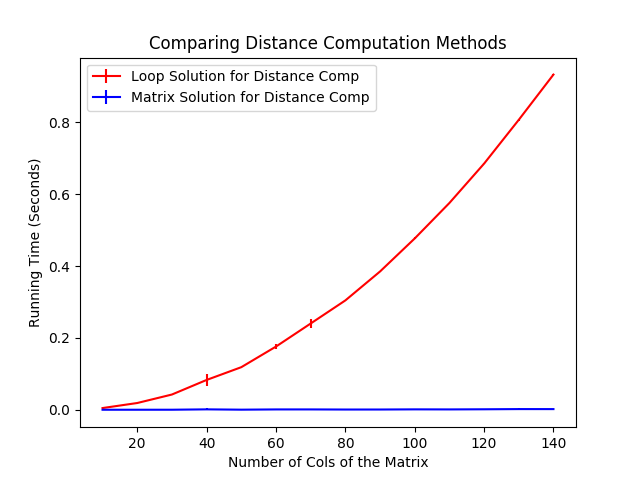 Comparing Distance Computation Methods
Loop Solution for Distance Comp
Matrix Solution for Distance Comp
Running Time (Seconds)
0.8
0.6
0.4
0.2
0.0
20 40 60 80 100 120 140
Number of Cols of the Matrix